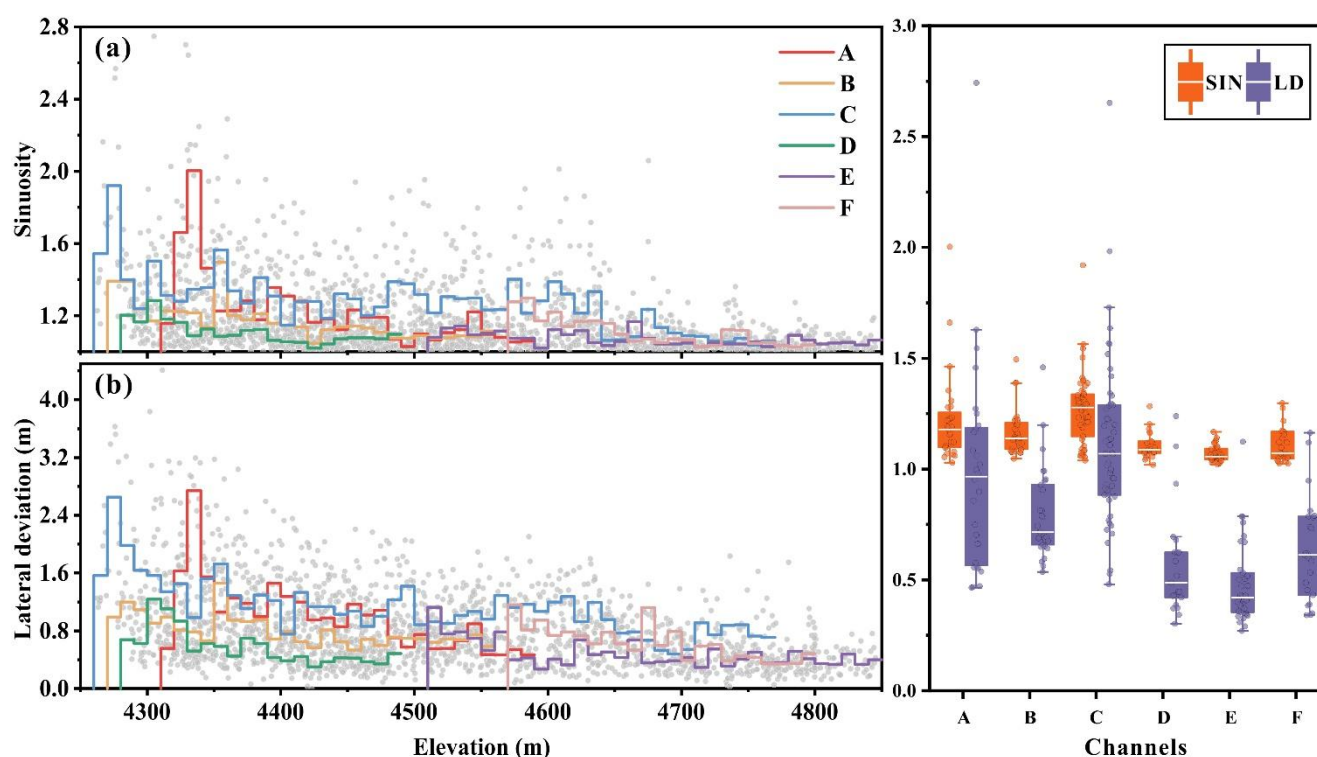 (a)
2.8
2.4
2.0
1.6
1.2
Sinuosity
A
B
C
D
E
F
(b)
4.0
3.2
2.4
1.6
0.8
0.0
Lateral deviation (m)
4300 4400 4500 4600 4700 4800
Elevation (m)
3.0
2.5
2.0
1.5
1.0
0.5
0.0
SIN LD
A B C D E F
Channels